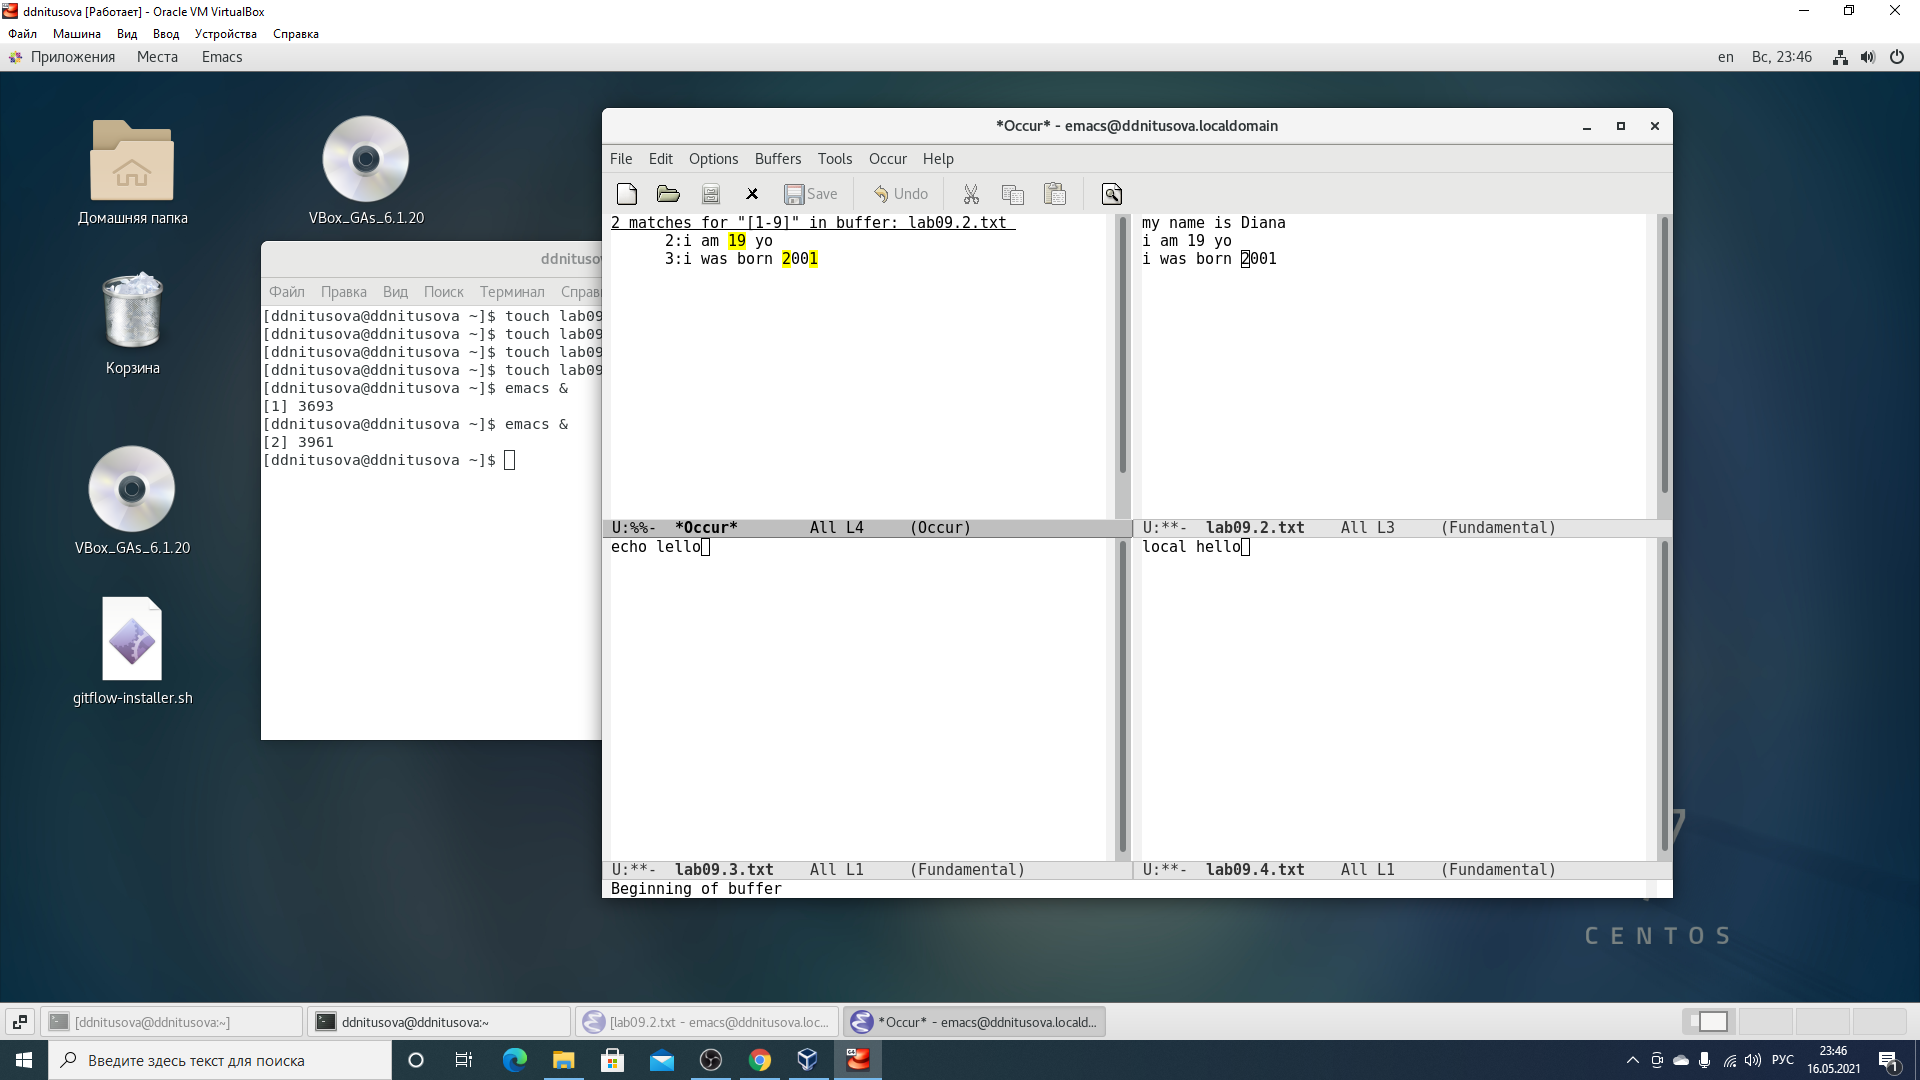 ddnitusova [Работает] - Oracle VM VirtualBox
Файл Машина Вид Ввод Устройства Справка
Приложения Места Emacs en Вс, 23:46
Домашняя папка
VBox_GAs_6.1.20
Корзина
VBox_GAs_6.1.20
gitflow-installer.sh
ddnitusov
Файл Правка Вид Поиск Терминал Справ
[ddnitusova@ddnitusova ~]$ touch lab09
[ddnitusova@ddnitusova ~]$ touch lab09
[ddnitusova@ddnitusova ~]$ touch lab09
[ddnitusova@ddnitusova ~]$ touch lab09
[ddnitusova@ddnitusova ~]$ emacs &
[1] 3693
[ddnitusova@ddnitusova ~]$ emacs &
[2] 3961
[ddnitusova@ddnitusova ~]$
*Occur* - emacs@ddnitusova.localdomain
File Edit Options Buffers Tools Occur Help
Save Undo
2 matches for "[1-9]" in buffer: lab09.2.txt
2:i am 19 yo
3:i was born 2001
U:%%- *Occur* All L4 (Occur)
my name is Diana
i am 19 yo
i was born 2001
U:**- lab09.2.txt All L3 (Fundamental)
echo lello
U:**- lab09.3.txt All L1 (Fundamental)
local hello
U:**- lab09.4.txt All L1 (Fundamental)
Beginning of buffer
7
CENTOS
[ddnitusova@ddnitusova:~]
ddnitusova@ddnitusova:~
[lab09.2.txt - emacs@ddnitusova.loc...
*Occur* - emacs@ddnitusova.locald...
Введите здесь текст для поиска
64
РУС
23:46
16.05.2021
1